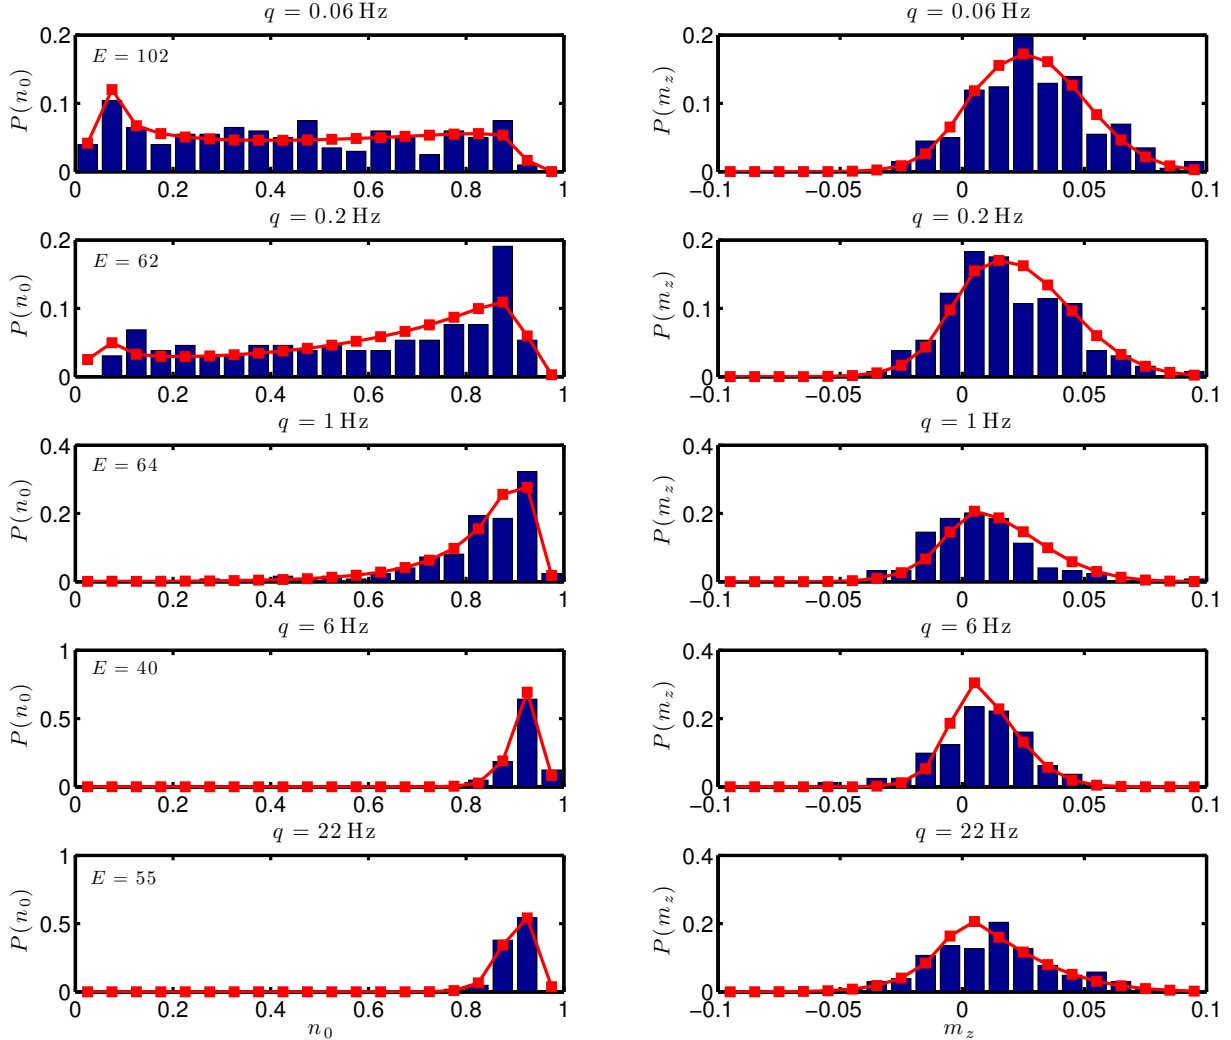 q = 0.06 Hz
E = 102
P(n0)
0.2
0.1
0
0 0.2 0.4 0.6 0.8 1
q = 0.06 Hz
P(mz)
0.2
0.1
0
−0.1 −0.05 0 0.05 0.1
q = 0.2 Hz
E = 62
P(n0)
0.2
0.1
0
0 0.2 0.4 0.6 0.8 1
q = 0.2 Hz
P(mz)
0.2
0.1
0
−0.1 −0.05 0 0.05 0.1
q = 1 Hz
E = 64
P(n0)
0.4
0.2
0
0 0.2 0.4 0.6 0.8 1
q = 1 Hz
P(mz)
0.4
0.2
0
−0.1 −0.05 0 0.05 0.1
q = 6 Hz
E = 40
P(n0)
1
0.5
0
0 0.2 0.4 0.6 0.8 1
q = 6 Hz
P(mz)
0.4
0.2
0
−0.1 −0.05 0 0.05 0.1
q = 22 Hz
E = 55
P(n0)
1
0.5
0
0 0.2 0.4 0.6 0.8 1
n0
q = 22 Hz
P(mz)
0.4
0.2
0
−0.1 −0.05 0 0.05 0.1
mz